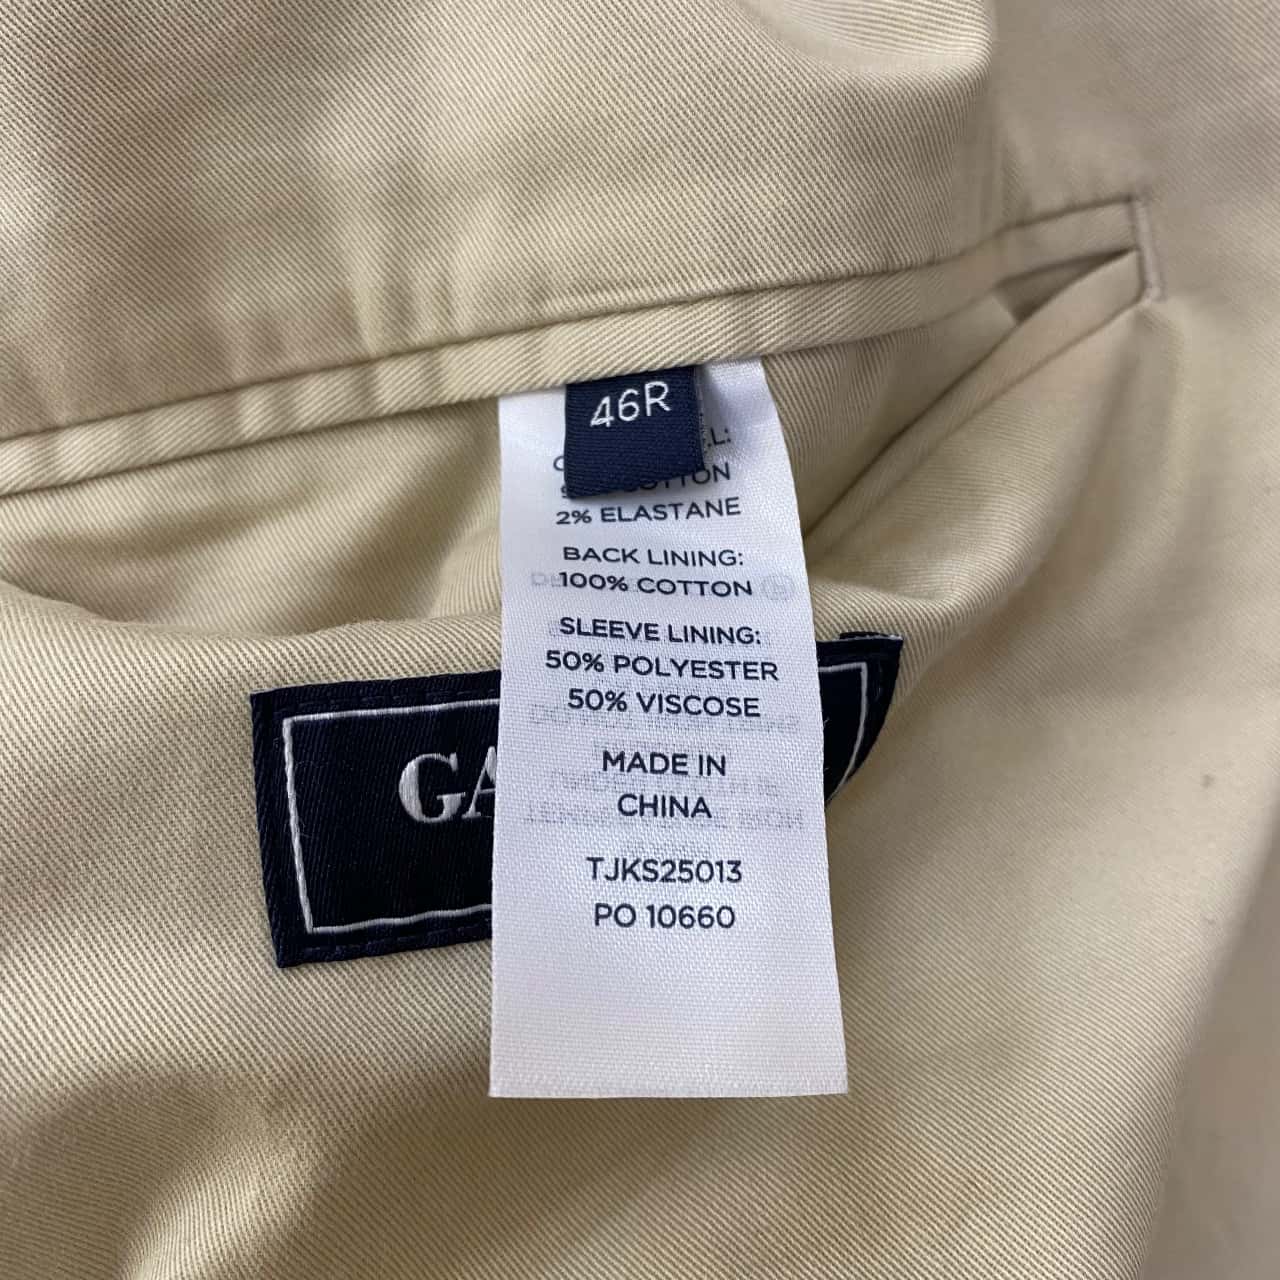 46R
2% ELASTANE
BACK LINING:
100% COTTON
SLEEVE LINING:
50% POLYESTER
50% VISCOSE
MADE IN
CHINA
TJKS25013
PO 10660